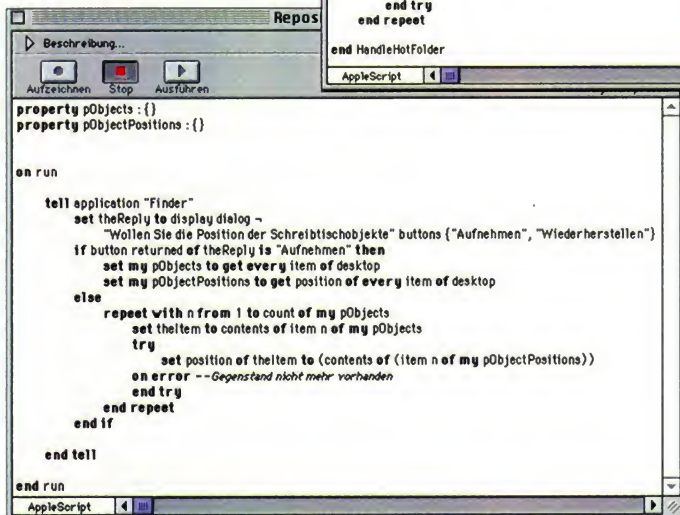 end try
end repeat
end HandleHotFolder
AppleScript
Repos
Beschreibung...
Aufzeichnen Stop Ausführen
property pObjects : {}
property pObjectPositions : {}
on run
tell application "Finder"
set theReply to display dialog ¬
"Wollen Sie die Position der Schreibtischobjekte" buttons {"Aufnehmen", "Wiederherstellen"}
if button returned of theReply is "Aufnehmen" then
set my pObjects to get every item of desktop
set my pObjectPositions to get position of every item of desktop
else
repeat with n from 1 to count of my pObjects
set theItem to contents of item n of my pObjects
try
set position of theItem to (contents of (item n of my pObjectPositions))
on error --Gegenstand nicht mehr vorhanden
end try
end repeat
end if
end tell
end run
AppleScript